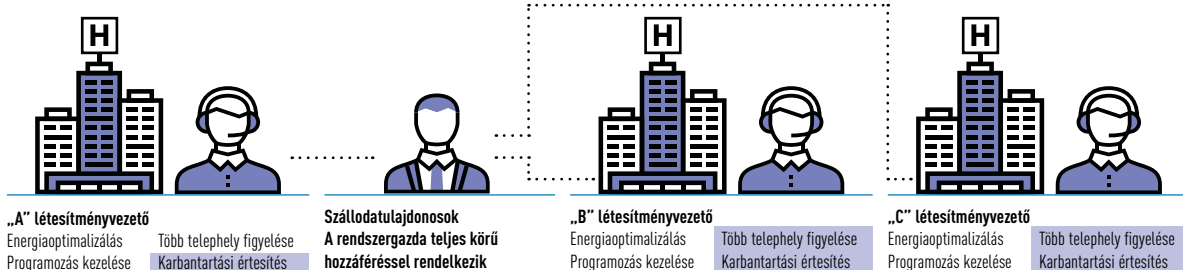 H
H
H
„A” létesítményvezető
Energiaoptimalizálás Több telephely figyelése
Programozás kezelése Karbantartási értesítés
Szállodatulajdonosok
A rendszergazda teljes körű
hozzáféréssel rendelkezik
„B” létesítményvezető
Energiaoptimalizálás Több telephely figyelése
Programozás kezelése Karbantartási értesítés
„C” létesítményvezető
Energiaoptimalizálás Több telephely figyelése
Programozás kezelése Karbantartási értesítés